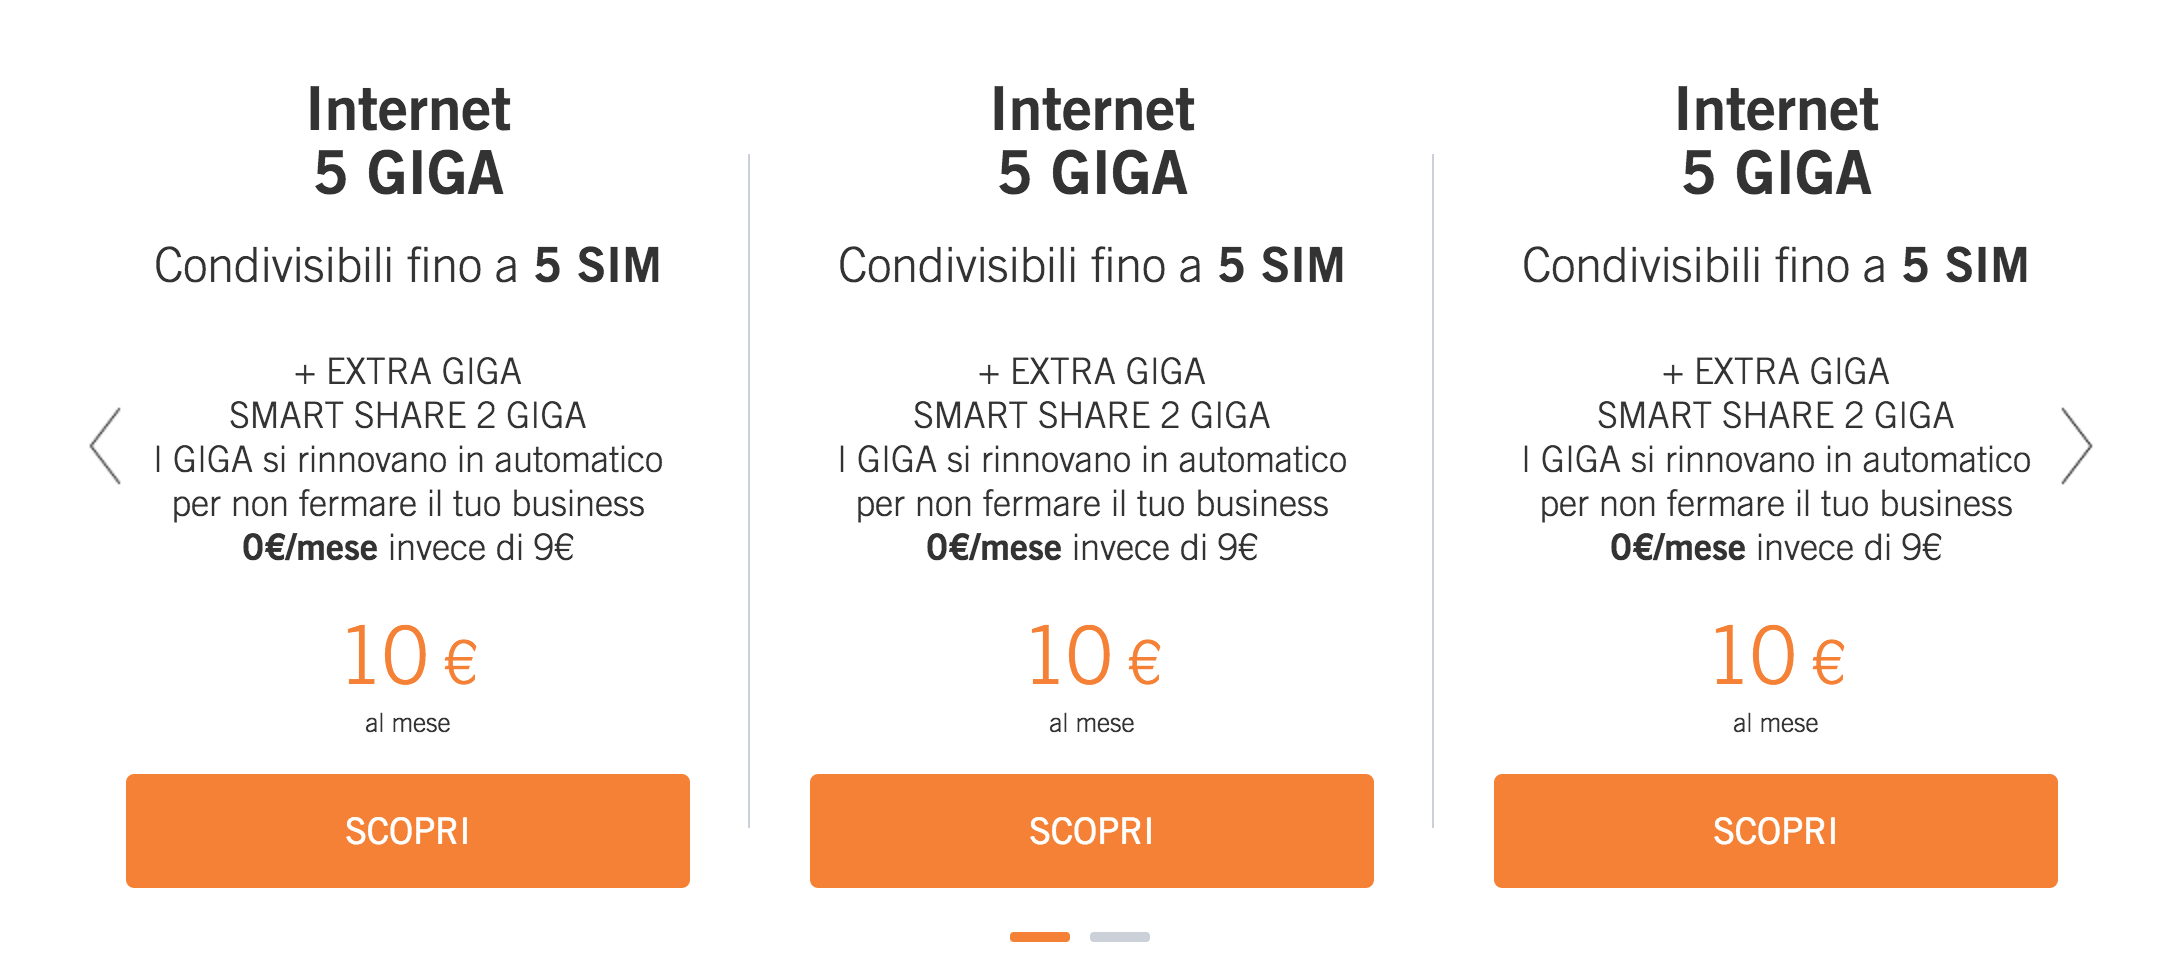 Internet
5 GIGA
Condivisibili fino a 5 SIM
+ EXTRA GIGA
SMART SHARE 2 GIGA
I GIGA si rinnovano in automatico
per non fermare il tuo business
0€/mese invece di 9€
10 €
al mese
SCOPRI
Internet
5 GIGA
Condivisibili fino a 5 SIM
+ EXTRA GIGA
SMART SHARE 2 GIGA
I GIGA si rinnovano in automatico
per non fermare il tuo business
0€/mese invece di 9€
10 €
al mese
SCOPRI
Internet
5 GIGA
Condivisibili fino a 5 SIM
+ EXTRA GIGA
SMART SHARE 2 GIGA
I GIGA si rinnovano in automatico
per non fermare il tuo business
0€/mese invece di 9€
10 €
al mese
SCOPRI